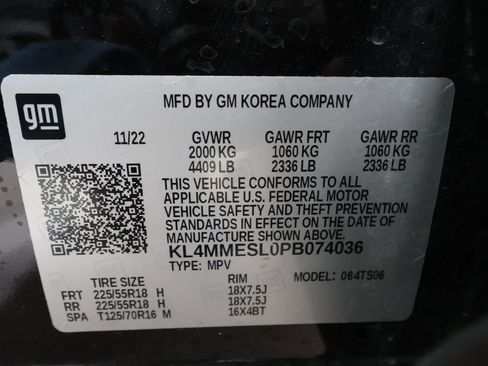 gm
MFD BY GM KOREA COMPANY
11/22 GVWR GAWR FRT GAWR RR
2000 KG 1060 KG 1060 KG
4409 LB 2336 LB 2336 LB
THIS VEHICLE CONFORMS TO ALL
APPLICABLE U.S. FEDERAL MOTOR
VEHICLE SAFETY AND THEFT PREVENTION
STANDARDS IN EFFECT ON THE DATE OF
MANUFACTURE SHOWN ABOVE.
KL4MMESL0PB074036
TYPE: MPV MODEL: 064TS06
TIRE SIZE RIM
FRT 225/55R18 H 18X7.5J
RR 225/55R18 H 18X7.5J
SPA T125/70R16 M 16X4BT